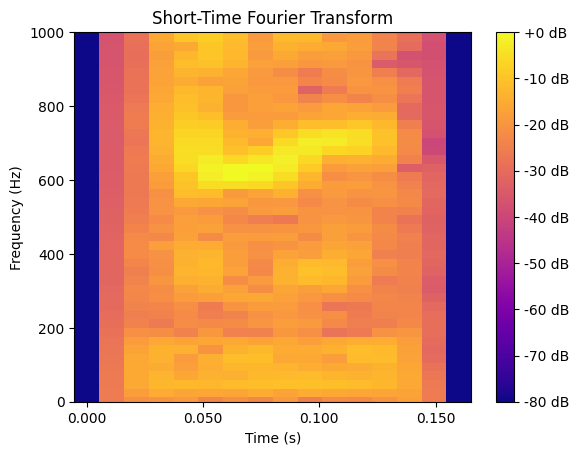 Short-Time Fourier Transform
1000
800
600
400
200
0
Frequency (Hz)
0.000
0.050
0.100
0.150
Time (s)
+0 dB
-10 dB
-20 dB
-30 dB
-40 dB
-50 dB
-60 dB
-70 dB
-80 dB